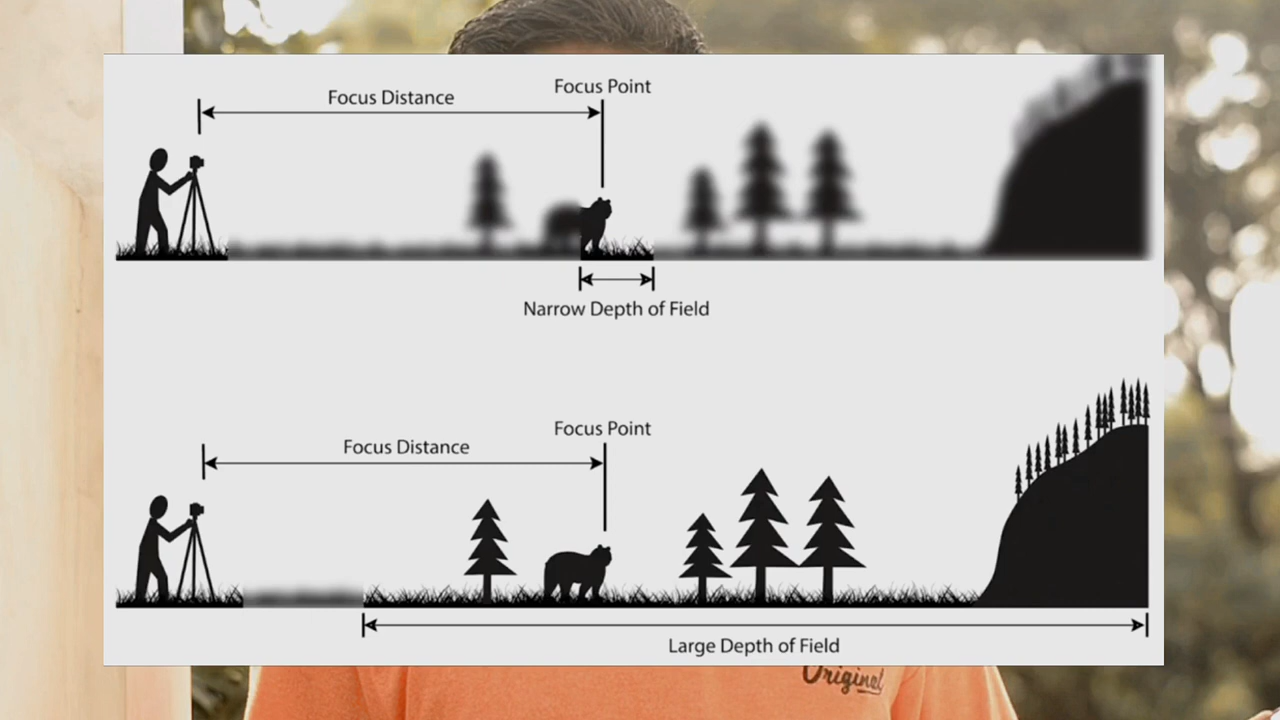 Focus Point
Focus Distance
Narrow Depth of Field
Focus Point
Focus Distance
Large Depth of Field
Original